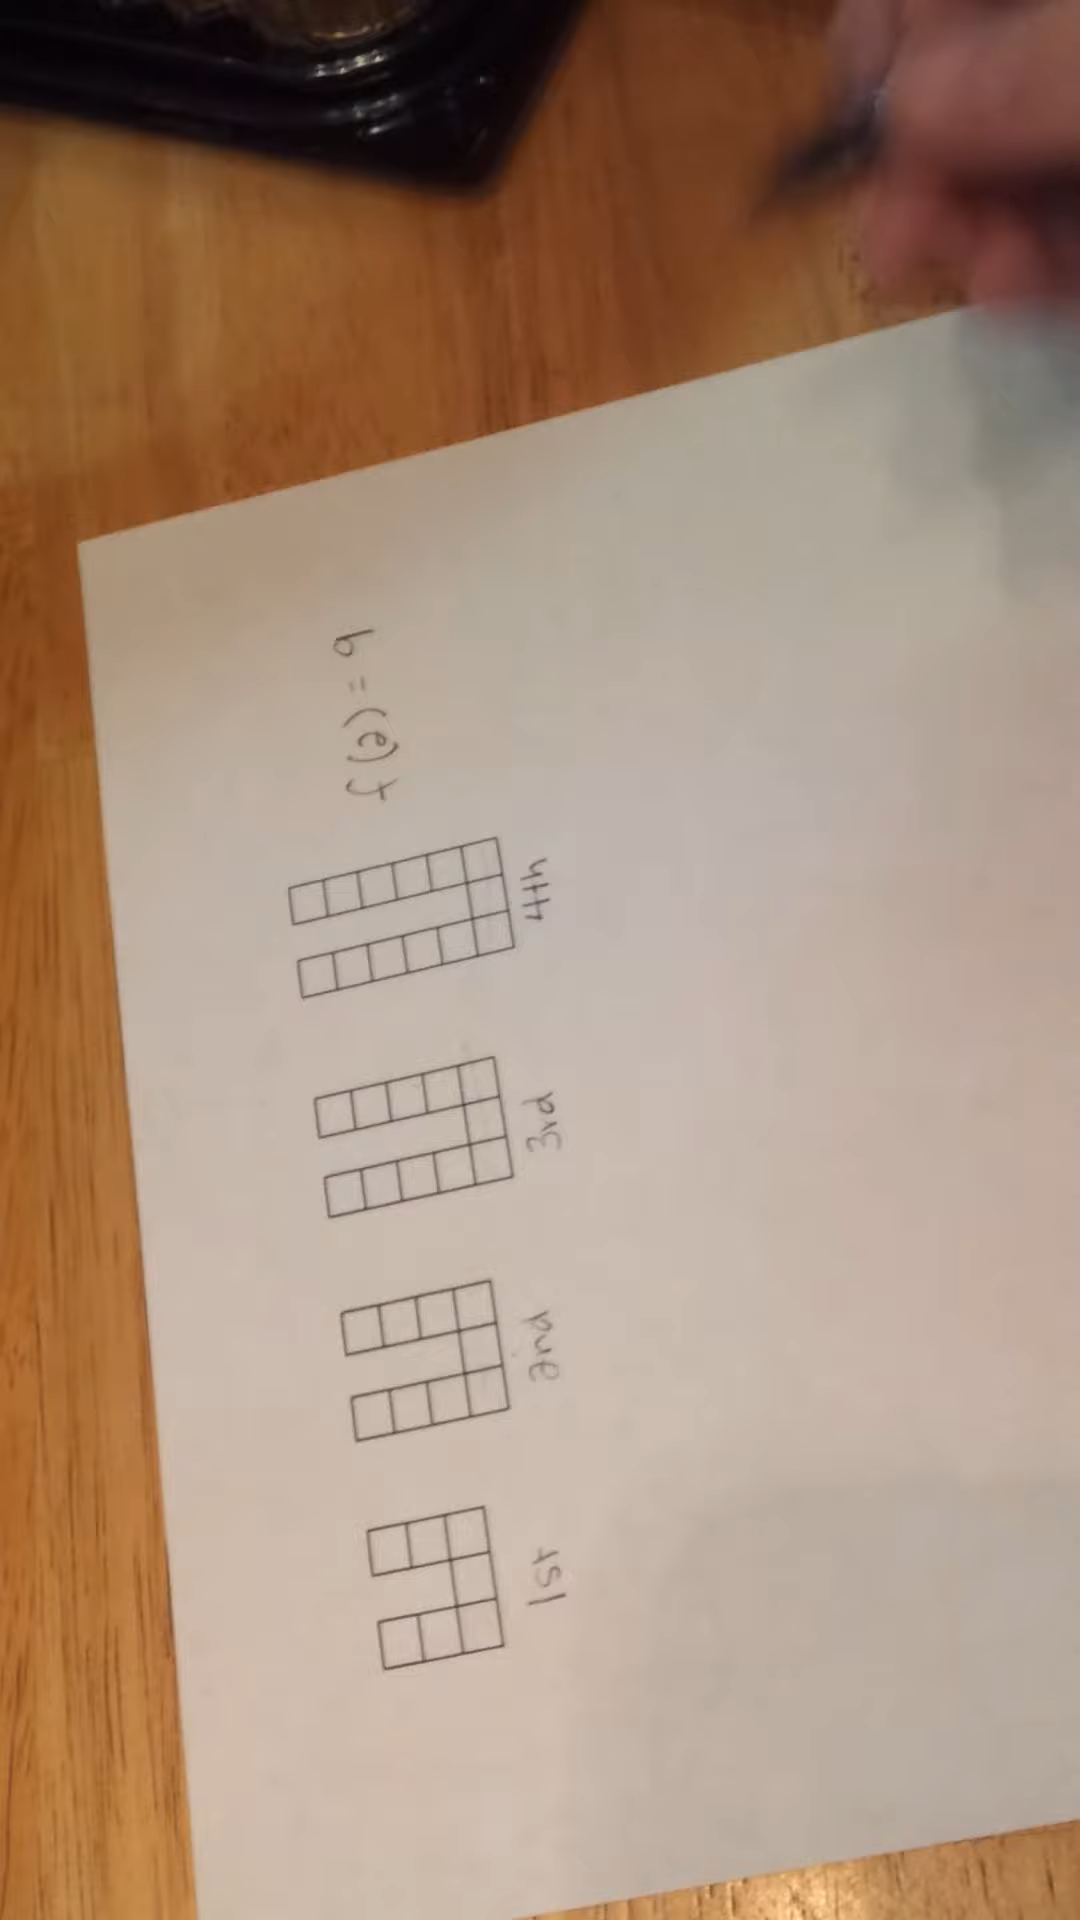 1st 2nd 3rd 4th
f(2) = 9